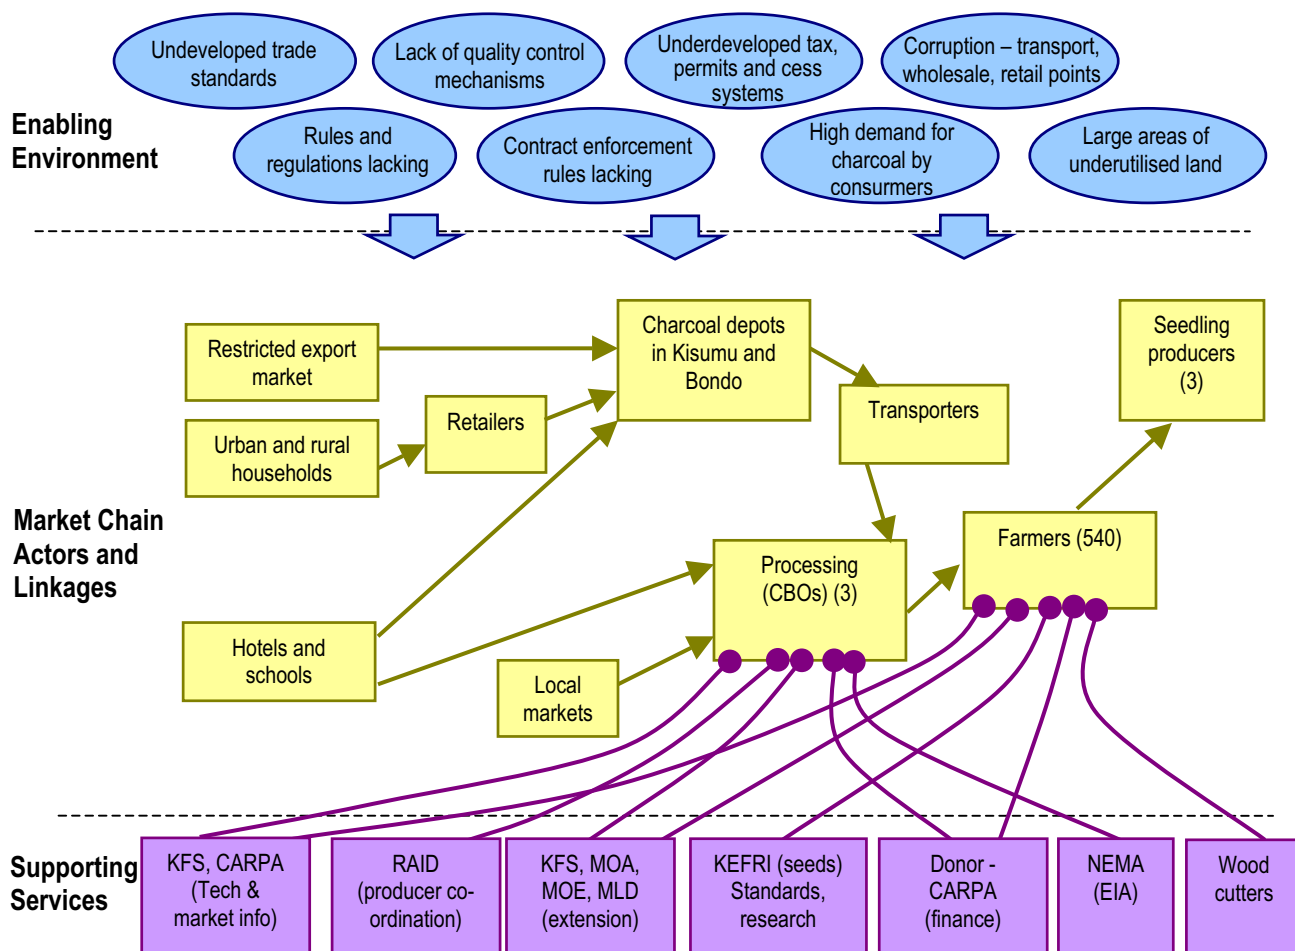 Undeveloped trade
standards
Lack of quality control
mechanisms
Underdeveloped tax,
permits and cess
systems
Corruption – transport,
wholesale, retail points
Enabling
Environment
Rules and
regulations lacking
Contract enforcement
rules lacking
High demand for
charcoal by
consurmers
Large areas of
underutilised land
Restricted export
market
Charcoal depots
in Kisumu and
Bondo
Seedling
producers
(3)
Retailers
Transporters
Urban and rural
households
Market Chain
Actors and
Linkages
Processing
(CBOs) (3)
Farmers (540)
Hotels and
schools
Local
markets
Supporting
Services
KFS, CARPA
(Tech &
market info)
RAID
(producer co-
ordination)
KFS, MOA,
MOE, MLD
(extension)
KEFRI (seeds)
Standards,
research
Donor -
CARPA
(finance)
NEMA
(EIA)
Wood
cutters